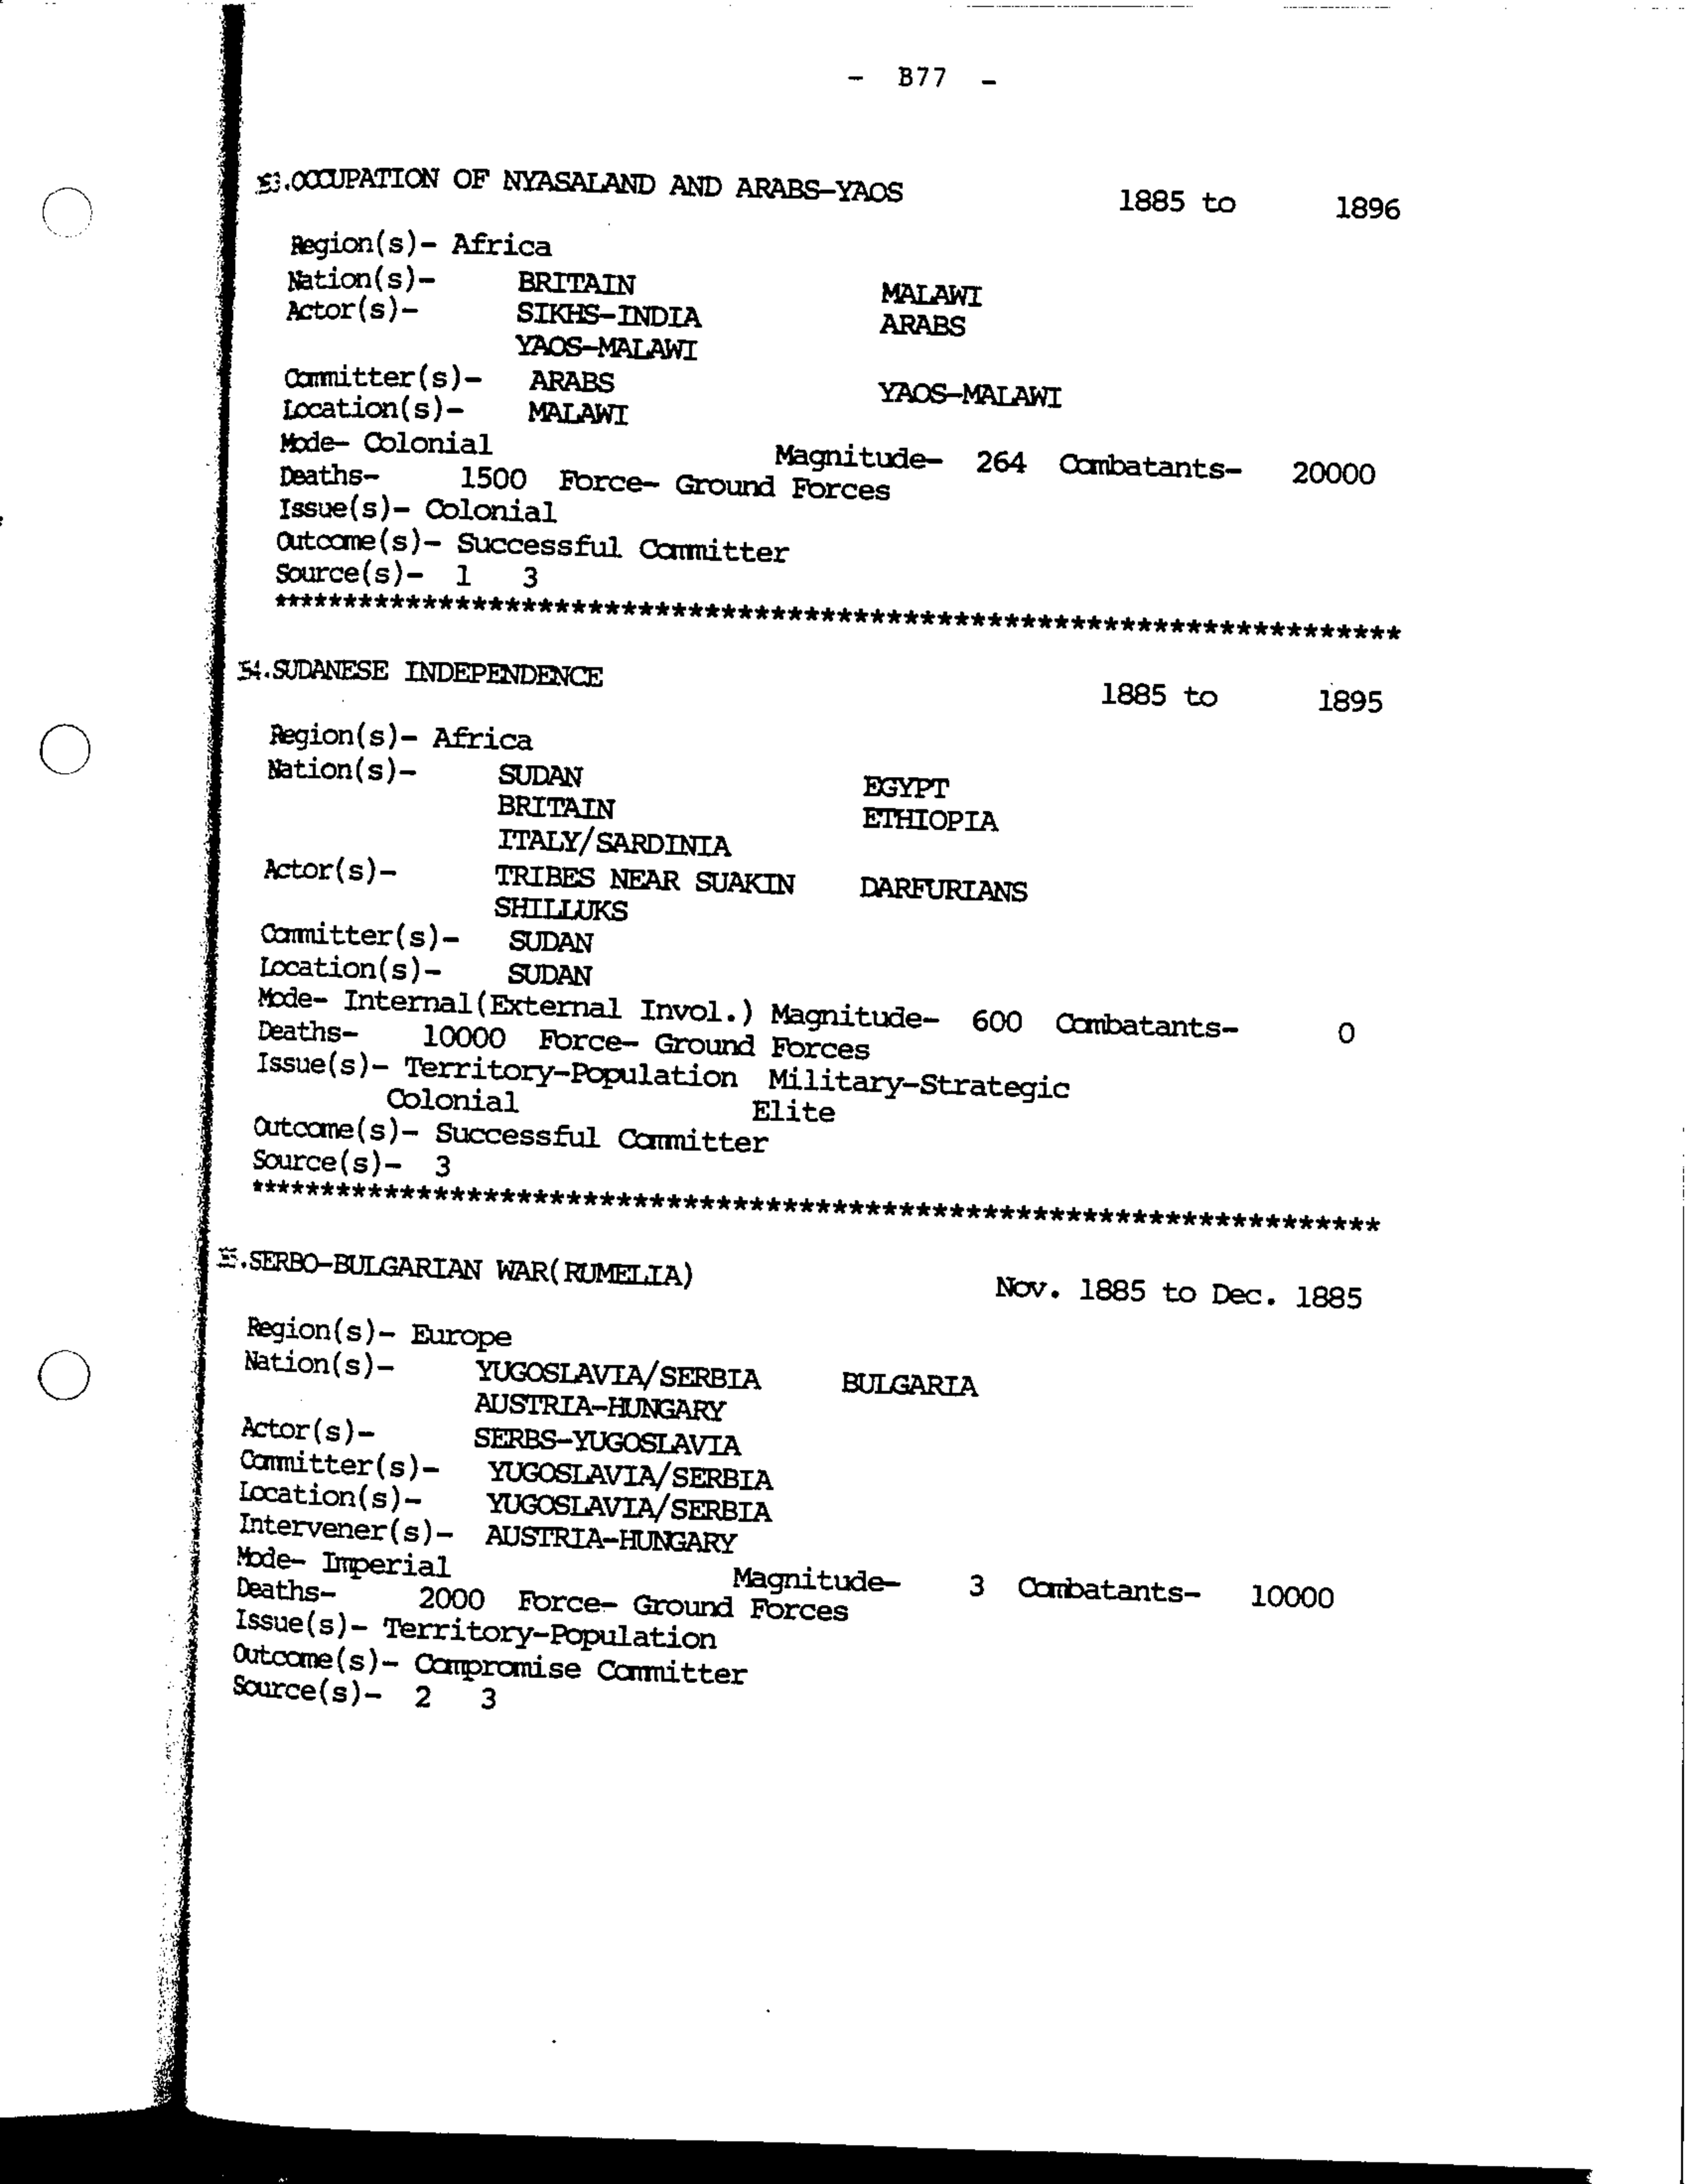 - B77 -
.OCCUPATION OF NYASALAND AND ARABS-YAOS 1885 to 1896
Region(s)- Africa
Nation(s)- BRITAIN MALAWI
Actor(s)- SIKHS-INDIA ARABS
YAOS-MALAWI
Committer(s)- ARABS YAOS-MALAWI
Location(s)- MALAWI
Mode- Colonial Magnitude- 264 Combatants- 20000
Deaths- 1500 Force- Ground Forces
Issue(s)- Colonial
Outcome(s)- Successful Committer
Source(s)- 1 3
********************************************************************************
54.SUDANESE INDEPENDENCE 1885 to 1895
Region(s)- Africa
Nation(s)- SUDAN EGYPT
BRITAIN ETHIOPIA
ITALY/SARDINIA
Actor(s)- TRIBES NEAR SUAKIN DARFURIANS
SHILLUKS
Committer(s)- SUDAN
Location(s)- SUDAN
Mode- Internal(External Invol.) Magnitude- 600 Combatants- 0
Deaths- 10000 Force- Ground Forces
Issue(s)- Territory-Population Military-Strategic
Colonial Elite
Outcome(s)- Successful Committer
Source(s)- 3
********************************************************************************
.SERBO-BULGARIAN WAR(RUMELIA) Nov. 1885 to Dec. 1885
Region(s)- Europe
Nation(s)- YUGOSLAVIA/SERBIA BULGARIA
AUSTRIA-HUNGARY
Actor(s)- SERBS-YUGOSLAVIA
Committer(s)- YUGOSLAVIA/SERBIA
Location(s)- YUGOSLAVIA/SERBIA
Intervener(s)- AUSTRIA-HUNGARY
Mode- Imperial Magnitude- 3 Combatants- 10000
Deaths- 2000 Force- Ground Forces
Issue(s)- Territory-Population
Outcome(s)- Compromise Committer
Source(s)- 2 3